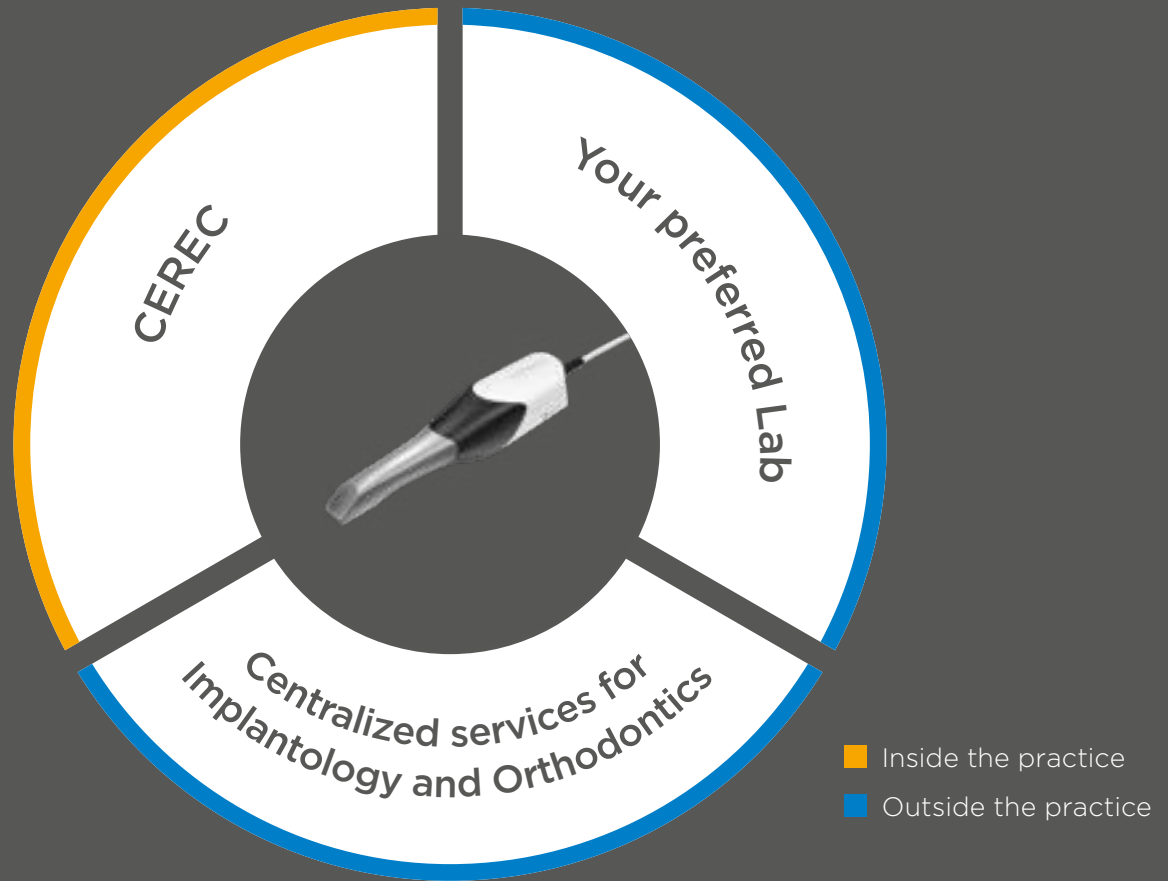 CEREC
Your preferred Lab
Centralized services for
Implantology and Orthodontics
Inside the practice
Outside the practice